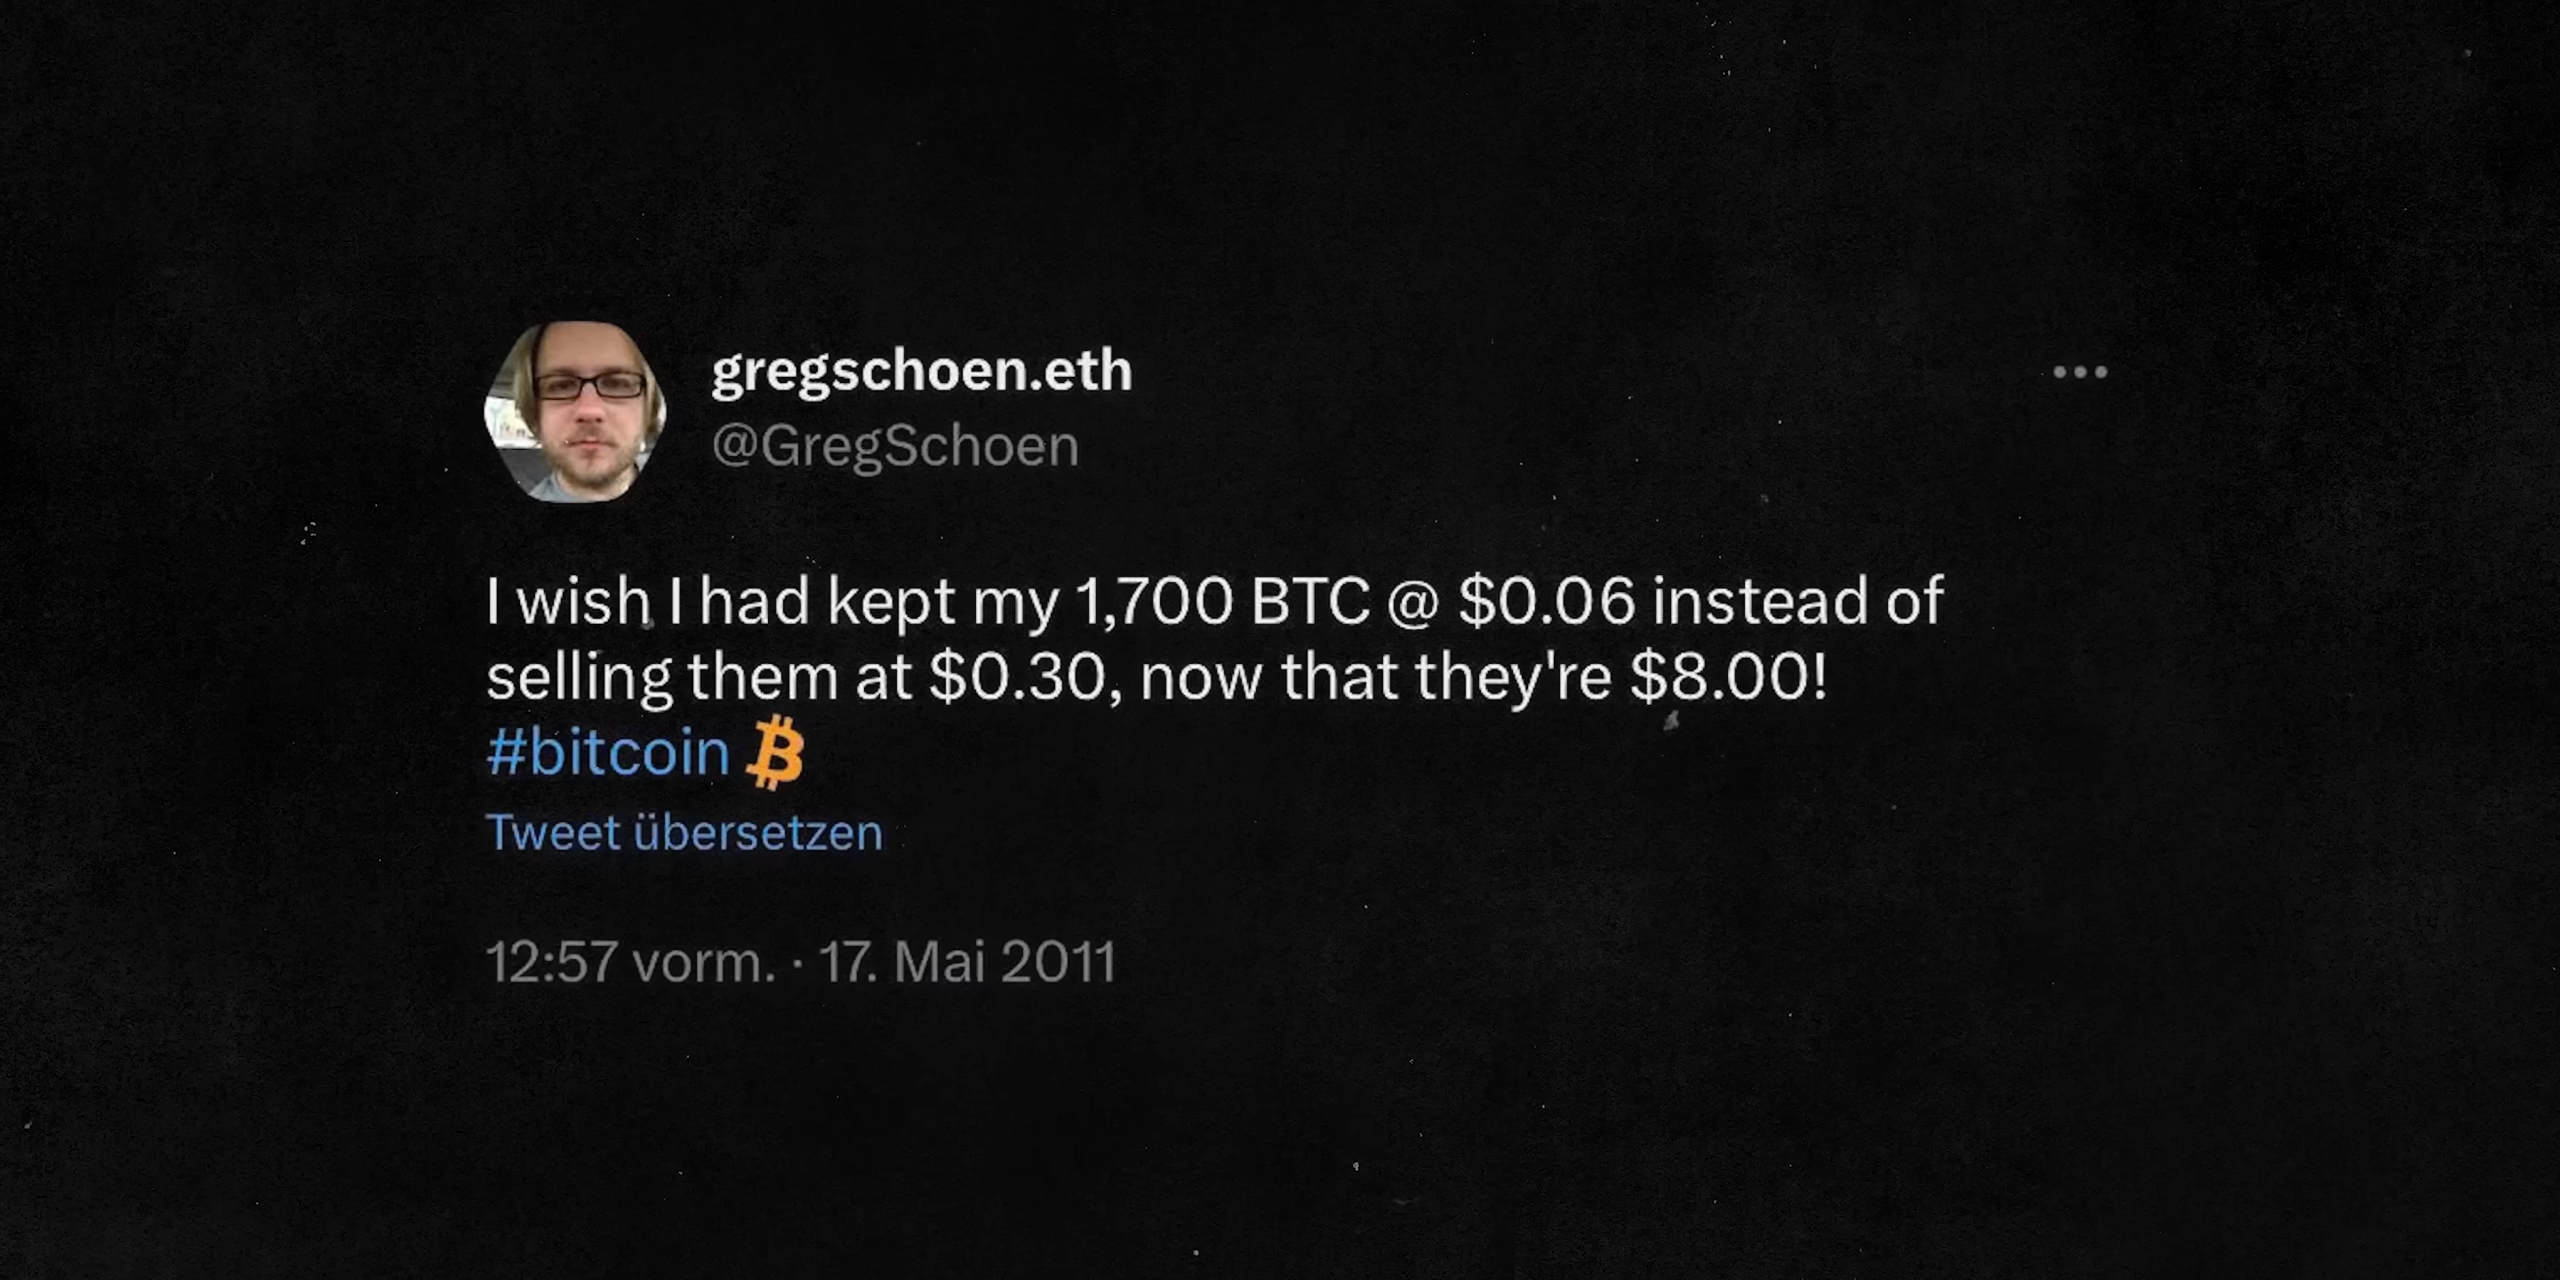 gregschoen.eth
@GregSchoen
I wish I had kept my 1,700 BTC @ $0.06 instead of
selling them at $0.30, now that they're $8.00!
#bitcoin
Tweet übersetzen
12:57 vorm. · 17. Mai 2011